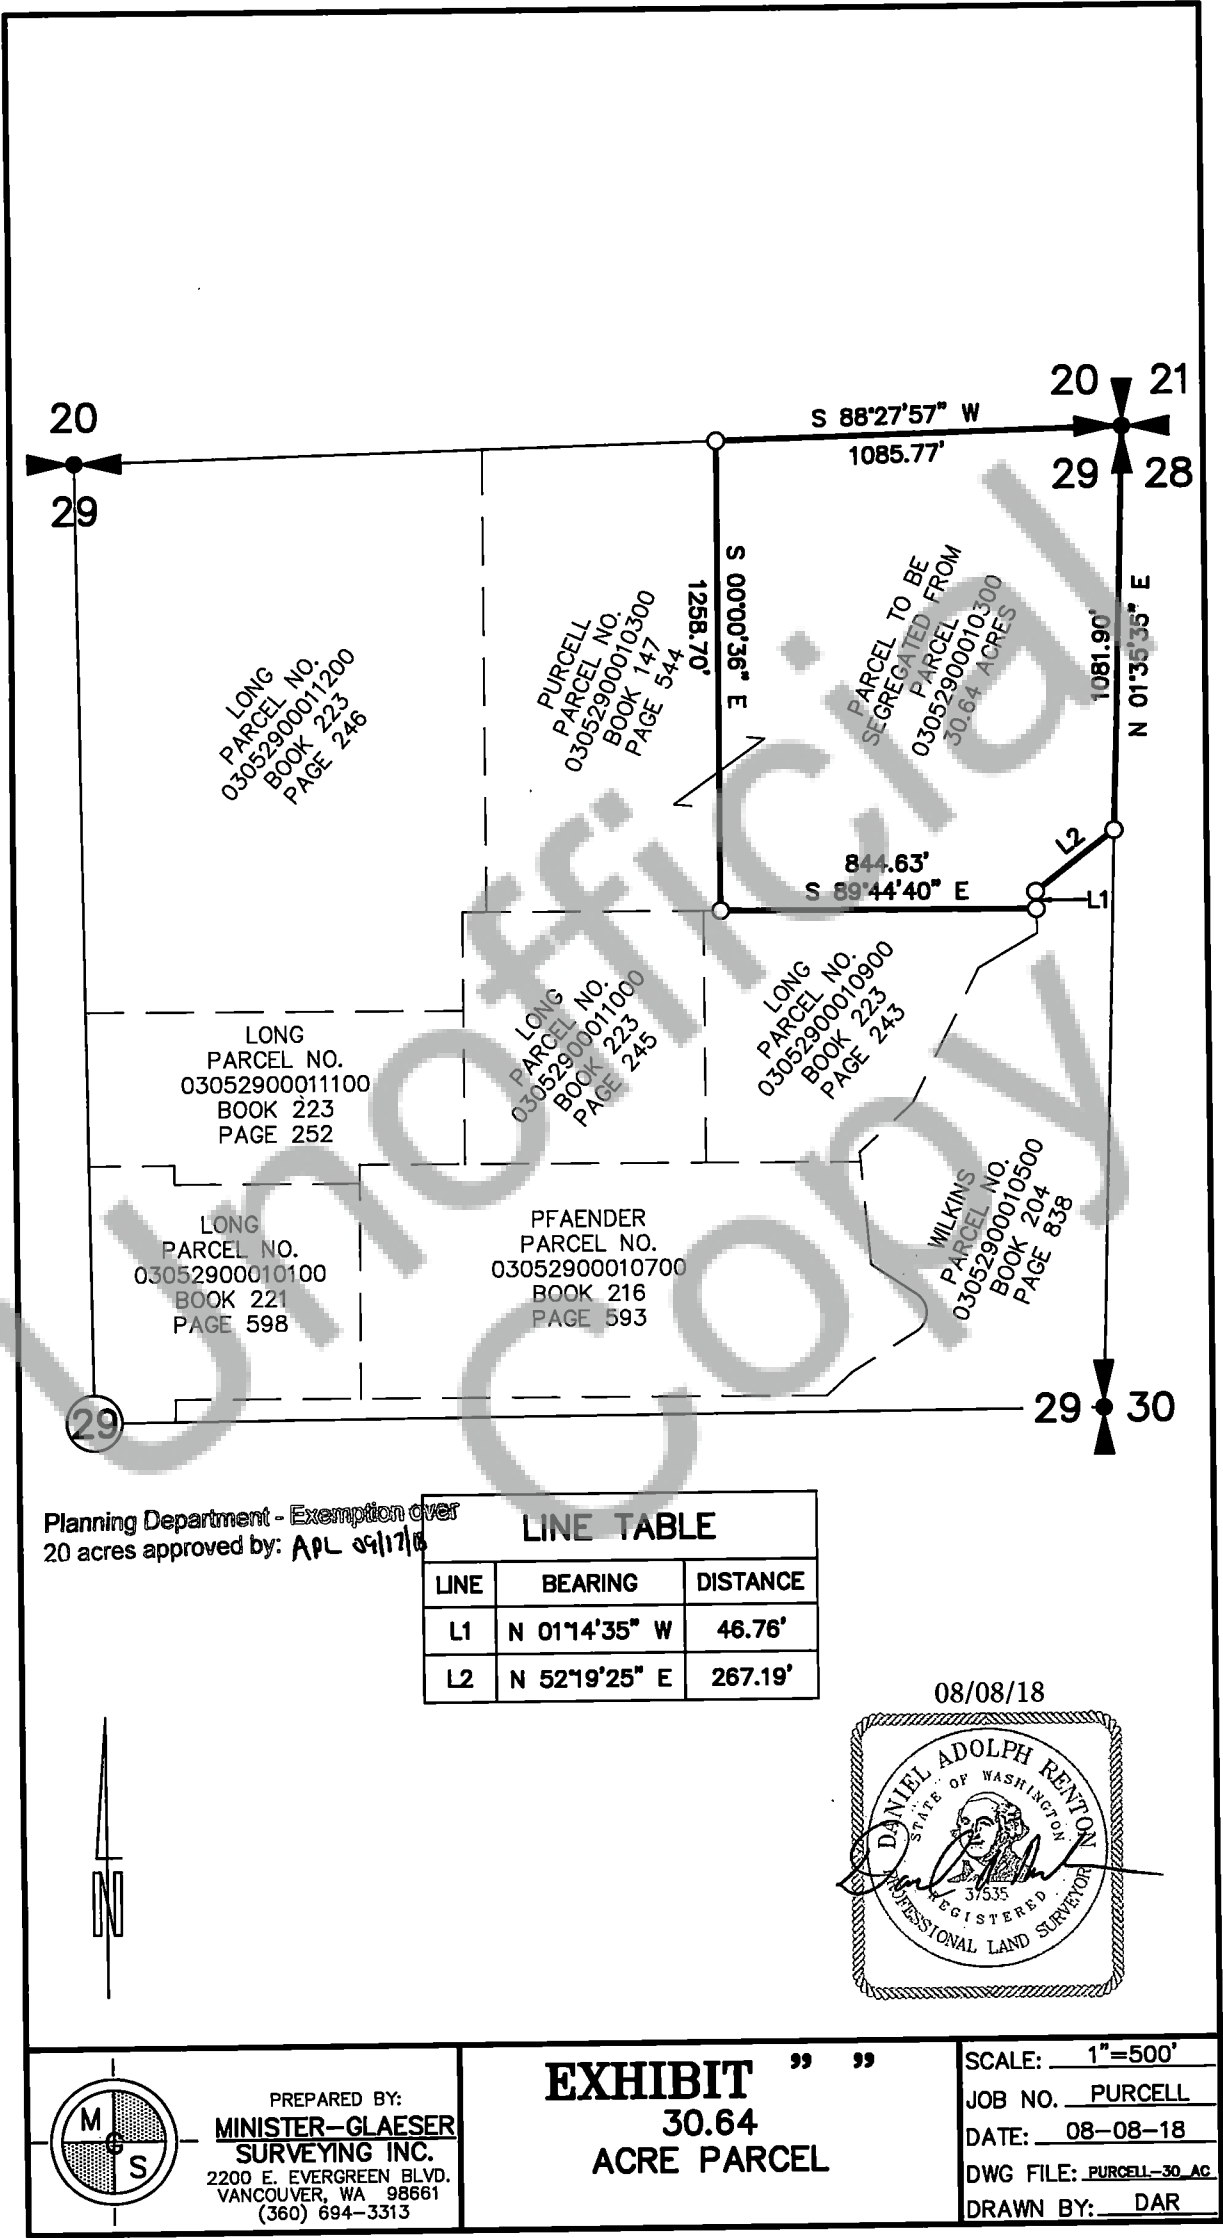 20 21
S 88°27'57" W
1085.77'
29 28
20
29
S 00°00'36" E
1258.70'
N 01°35'35" E
1081.90'
PARCEL TO BE
SEGREGATED FROM
PARCEL
03052900010300
30.64 ACRES
PURCELL
PARCEL NO.
03052900010300
BOOK 147
PAGE 544
LONG
PARCEL NO.
03052900011200
BOOK 223
PAGE 246
L2
844.63'
S 89°44'40" E
L1
LONG
PARCEL NO.
03052900010900
BOOK 223
PAGE 243
LONG
PARCEL NO.
03052900011000
BOOK 223
PAGE 245
LONG
PARCEL NO.
03052900011100
BOOK 223
PAGE 252
WILKINS
PARCEL NO.
03052900010500
BOOK 204
PAGE 838
LONG
PARCEL NO.
03052900010100
BOOK 221
PAGE 598
PFAENDER
PARCEL NO.
03052900010700
BOOK 216
PAGE 593
29
29 30
Unofficial
Copy
Planning Department - Exemption over
20 acres approved by: APL 09/17/18
LINE TABLE
LINE BEARING DISTANCE
L1 N 01°14'35" W 46.76'
L2 N 52°19'25" E 267.19'
08/08/18
DANIEL ADOLPH RENTON
STATE OF WASHINGTON
37535
REGISTERED
PROFESSIONAL LAND SURVEYOR
N
M G S
PREPARED BY:
MINISTER-GLAESER
SURVEYING INC.
2200 E. EVERGREEN BLVD.
VANCOUVER, WA 98661
(360) 694-3313
EXHIBIT " "
30.64
ACRE PARCEL
SCALE: 1"=500'
JOB NO. PURCELL
DATE: 08-08-18
DWG FILE: PURCELL-30_AC
DRAWN BY: DAR